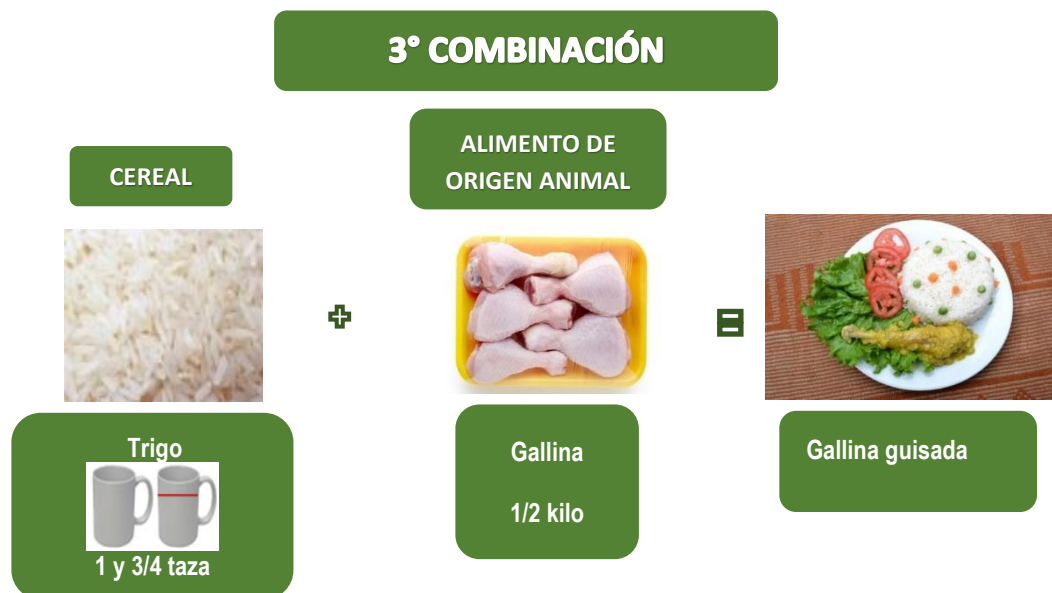 3° COMBINACIÓN
CEREAL
ALIMENTO DE
ORIGEN ANIMAL
Trigo
1 y 3/4 taza
Gallina
1/2 kilo
Gallina guisada